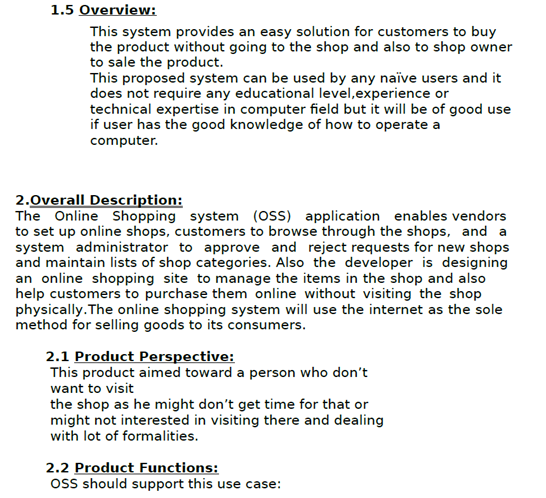 1.5 Overview:
This system provides an easy solution for customers to buy
the product without going to the shop and also to shop owner
to sale the product.
This proposed system can be used by any naïve users and it
does not require any educational level,experience or
technical expertise in computer field but it will be of good use
if user has the good knowledge of how to operate a
computer.
2.Overall Description:
The Online Shopping system (OSS) application enables vendors
to set up online shops, customers to browse through the shops, and a
system administrator to approve and reject requests for new shops
and maintain lists of shop categories. Also the developer is designing
an online shopping site to manage the items in the shop and also
help customers to purchase them online without visiting the shop
physically.The online shopping system will use the internet as the sole
method for selling goods to its consumers.
2.1 Product Perspective:
This product aimed toward a person who don’t
want to visit
the shop as he might don’t get time for that or
might not interested in visiting there and dealing
with lot of formalities.
2.2 Product Functions:
OSS should support this use case: